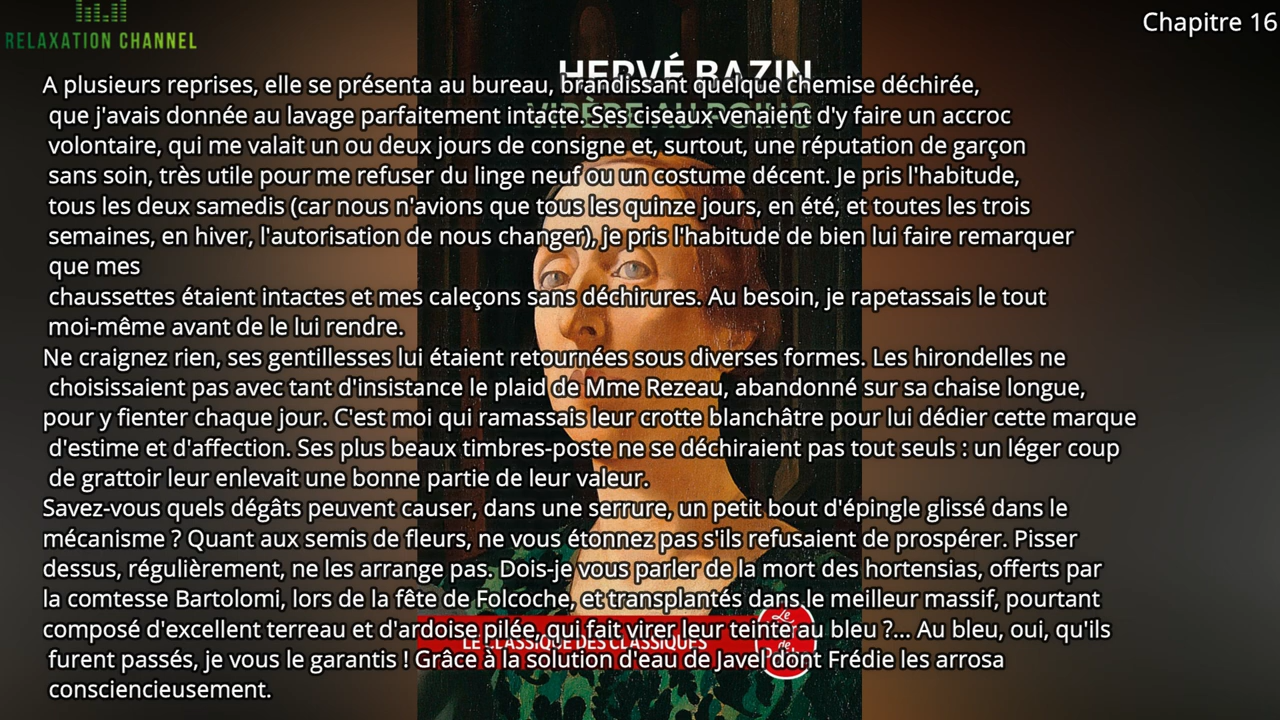 RELAXATION CHANNEL
Chapitre 16
HERVÉ BAZIN
VIPÈRE AU POING
A plusieurs reprises, elle se présenta au bureau, brandissant quelque chemise déchirée,
que j'avais donnée au lavage parfaitement intacte. Ses ciseaux venaient d'y faire un accroc
volontaire, qui me valait un ou deux jours de consigne et, surtout, une réputation de garçon
sans soin, très utile pour me refuser du linge neuf ou un costume décent. Je pris l'habitude,
tous les deux samedis (car nous n'avions que tous les quinze jours, en été, et toutes les trois
semaines, en hiver, l'autorisation de nous changer), je pris l'habitude de bien lui faire remarquer
que mes
chaussettes étaient intactes et mes caleçons sans déchirures. Au besoin, je rapetassais le tout
moi-même avant de le lui rendre.
Ne craignez rien, ses gentillesses lui étaient retournées sous diverses formes. Les hirondelles ne
choisissaient pas avec tant d'insistance le plaid de Mme Rezeau, abandonné sur sa chaise longue,
pour y fienter chaque jour. C'est moi qui ramassais leur crotte blanchâtre pour lui dédier cette marque
d'estime et d'affection. Ses plus beaux timbres-poste ne se déchiraient pas tout seuls : un léger coup
de grattoir leur enlevait une bonne partie de leur valeur.
Savez-vous quels dégâts peuvent causer, dans une serrure, un petit bout d'épingle glissé dans le
mécanisme ? Quant aux semis de fleurs, ne vous étonnez pas s'ils refusaient de prospérer. Pisser
dessus, régulièrement, ne les arrange pas. Dois-je vous parler de la mort des hortensias, offerts par
la comtesse Bartolomi, lors de la fête de Folcoche, et transplantés dans le meilleur massif, pourtant
composé d'excellent terreau et d'ardoise pilée, qui fait virer leur teinte au bleu ?... Au bleu, oui, qu'ils
furent passés, je vous le garantis ! Grâce à la solution d'eau de Javel dont Frédie les arrosa
consciencieusement.
LE CLASSIQUE DES CLASSIQUES
Le
de